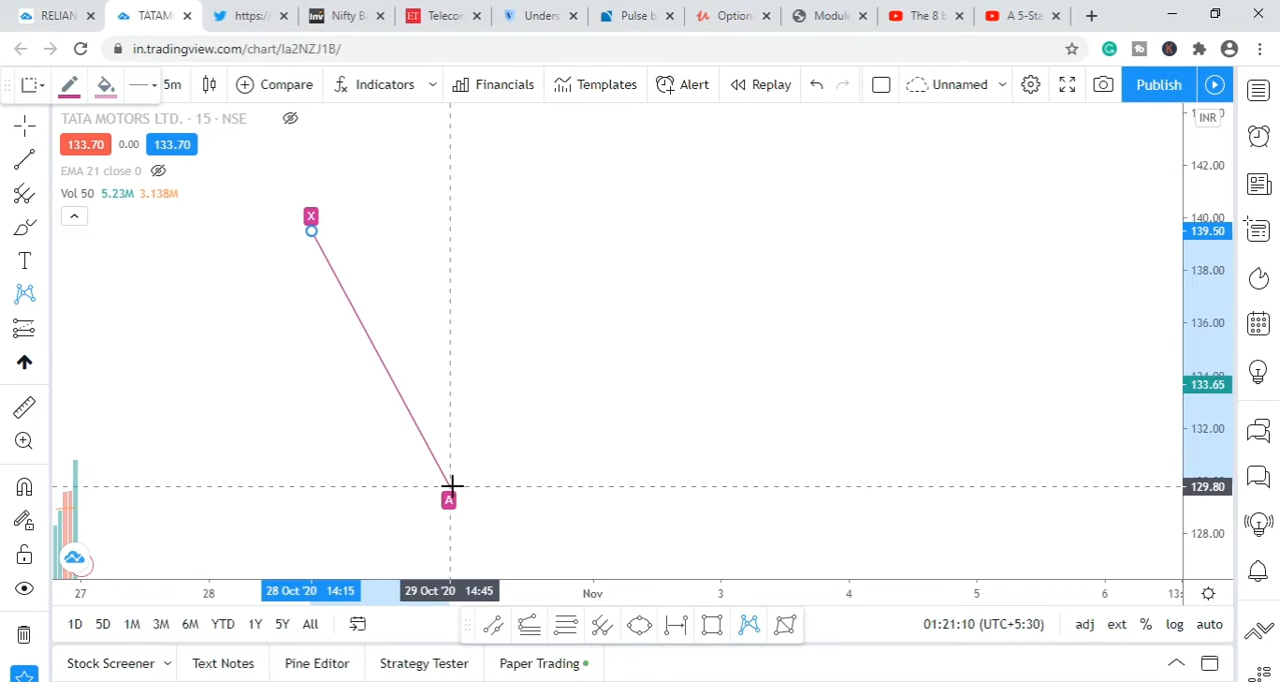 RELIAN
TATAM
https:/
Nifty B
Telecor
Unders
Pulse b
Option
Module
The 8 b
A 5-Sta
in.tradingview.com/chart/Ia2NZJ1B/
5m
Compare
Indicators
Financials
Templates
Alert
Replay
Unnamed
Publish
TATA MOTORS LTD. · 15 · NSE
INR
133.70 0.00 133.70
EMA 21 close 0
Vol 50 5.23M 3.138M
X
A
142.00
140.00
139.50
138.00
136.00
133.65
132.00
129.80
128.00
27
28
28 Oct '20 14:15
29 Oct '20 14:45
Nov
3
4
5
6
13:
1D 5D 1M 3M 6M YTD 1Y 5Y All
01:21:10 (UTC+5:30)
adj ext % log auto
Stock Screener
Text Notes
Pine Editor
Strategy Tester
Paper Trading